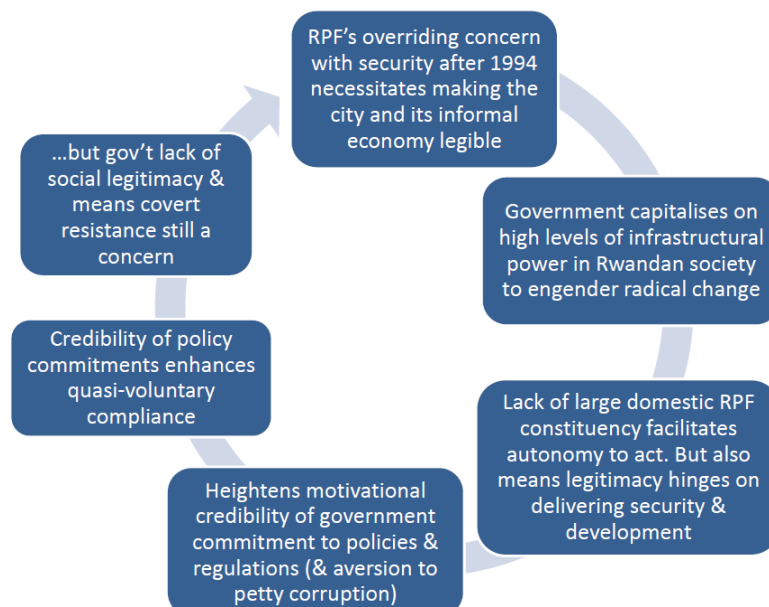 RPF's overriding concern
with security after 1994
necessitates making the
city and its informal
economy legible
Government capitalises on
high levels of infrastructural
power in Rwandan society
to engender radical change
Lack of large domestic RPF
constituency facilitates
autonomy to act. But also
means legitimacy hinges on
delivering security &
development
Heightens motivational
credibility of government
commitment to policies &
regulations (& aversion to
petty corruption)
Credibility of policy
commitments enhances
quasi-voluntary
compliance
...but gov't lack of
social legitimacy &
means covert
resistance still a
concern